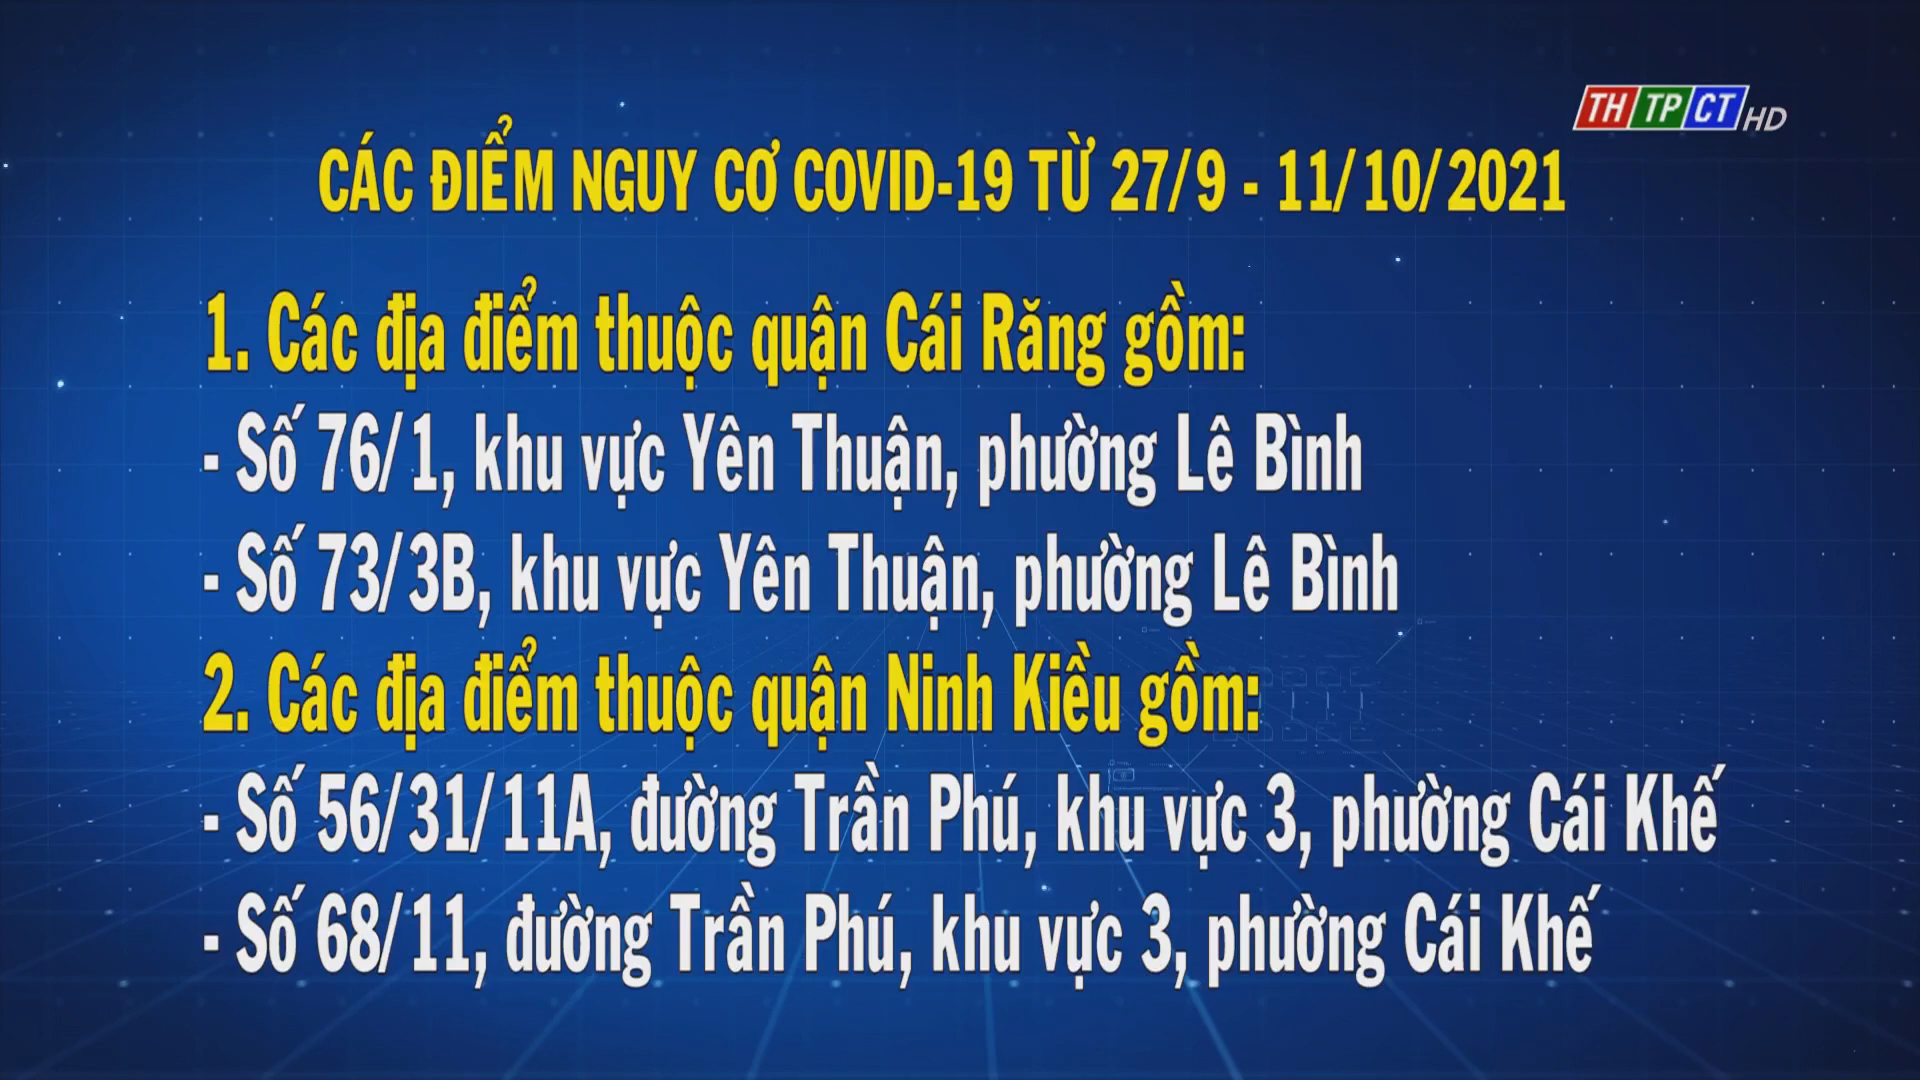 TH TP CT HD
CÁC ĐIỂM NGUY CƠ COVID-19 TỪ 27/9 - 11/10/2021
1. Các địa điểm thuộc quận Cái Răng gồm:
- Số 76/1, khu vực Yên Thuận, phường Lê Bình
- Số 73/3B, khu vực Yên Thuận, phường Lê Bình
2. Các địa điểm thuộc quận Ninh Kiều gồm:
- Số 56/31/11A, đường Trần Phú, khu vực 3, phường Cái Khế
- Số 68/11, đường Trần Phú, khu vực 3, phường Cái Khế